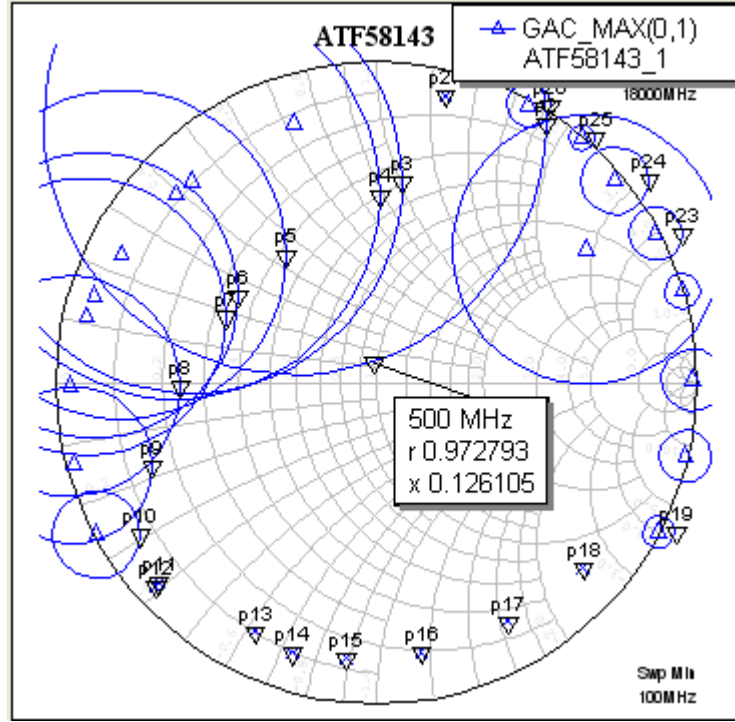 ATF58143
GAC_MAX(0,1)
ATF58143_1
18000MHz
p25
p24
p23
p3
p4
p5
p6
p7
p8
500 MHz
r 0.972793
x 0.126105
p9
p10
p19
p18
p13
p17
p14
p15
p16
Swp Min
100MHz